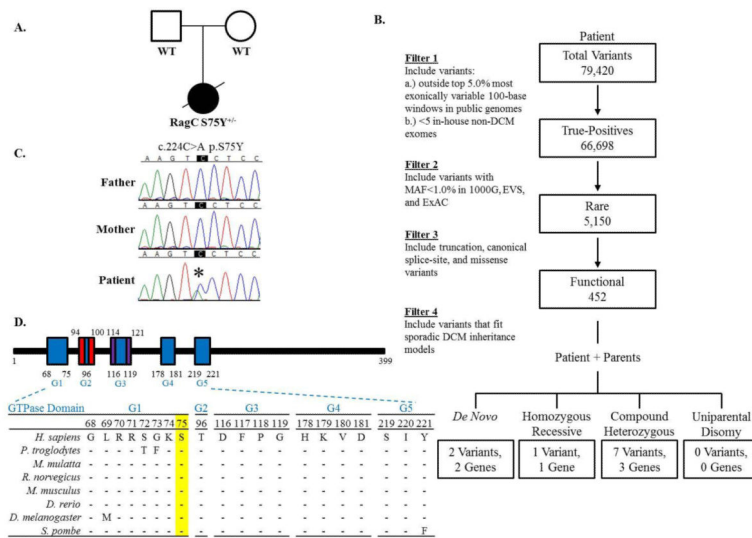 A.
WT
WT
RagC S75Y+/-
B.
Patient
Total Variants
79,420
Filter 1
Include variants:
a.) outside top 5.0% most
exonically variable 100-base
windows in public genomes
b.) <5 in-house non-DCM
exomes
True-Positives
66,698
Filter 2
Include variants with
MAF<1.0% in 1000G, EVS,
and ExAC
Rare
5,150
Filter 3
Include truncation, canonical
splice-site, and missense
variants
Functional
452
Filter 4
Include variants that fit
sporadic DCM inheritance
models
Patient + Parents
De Novo
2 Variants,
2 Genes
Homozygous
Recessive
1 Variant,
1 Gene
Compound
Heterozygous
7 Variants,
3 Genes
Uniparental
Disomy
0 Variants,
0 Genes
C.
c.224C>A p.S75Y
A A G T C C T C C
Father
A A G T C C T C C
Mother
A A G T C C T C C
Patient
*
D.
94 100 114 121
1 399
68 75 96 116 119 178 181 219 221
G1 G2 G3 G4 G5
GTPase Domain G1 G2 G3 G4 G5
68 69 70 71 72 73 74 75 96 116 117 118 119 178 179 180 181 219 220 221
H. sapiens G L R R S G K S T D F P G H K V D S I Y
P. troglodytes - - - - T F - - - - - - - - - - - - - -
M. mulatta - - - - - - - - - - - - - - - - - - - -
R. norvegicus - - - - - - - - - - - - - - - - - - - -
M. musculus - - - - - - - - - - - - - - - - - - - -
D. rerio - - - - - - - - - - - - - - - - - - - -
D. melanogaster - M - - - - - - - - - - - - - - - - - -
S. pombe - - - - - - - - - - - - - - - - - - - F